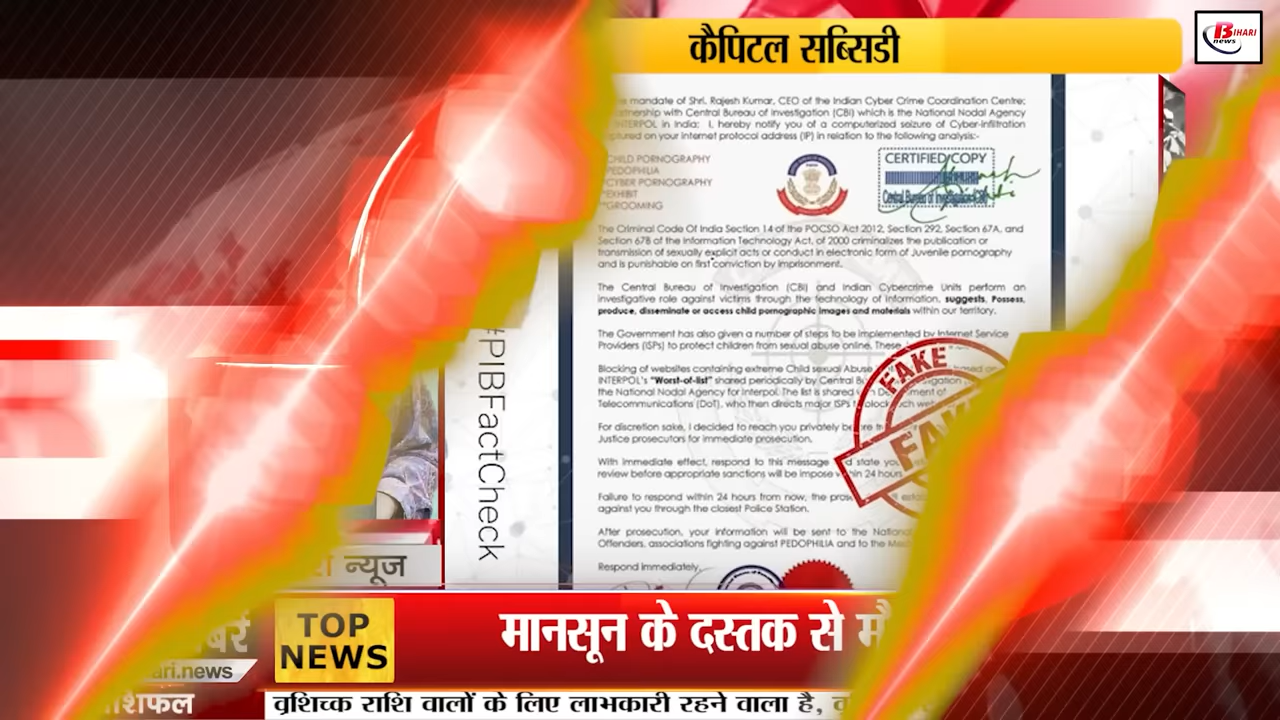 कैपिटल सब्सिडी
BIHARI
news
mandate of Shri. Rajesh Kumar, CEO of the Indian Cyber Crime Coordination Centre;
with Central Bureau of Investigation (CBI) which is the National Nodal Agency
INTERPOL in India; I, hereby notify you of a computerized seizure of Cyber-infiltration
on your internet protocol address (IP) in relation to the following analysis:-
CHILD PORNOGRAPHY
PEDOPHILIA
CYBER PORNOGRAPHY
*EXHIBIT
**GROOMING
CERTIFIED COPY
Central Bureau of Investigation (CBI)
The Criminal Code Of India Section 14 of the POCSO Act 2012, Section 292, Section 67A, and
Section 67B of the Information Technology Act, of 2000 criminalizes the publication or
transmission of sexually explicit acts or conduct in electronic form of Juvenile pornography
and is punishable on first conviction by imprisonment.
The Central Bureau of Investigation (CBI) and Indian Cybercrime Units perform an
investigative role against victims through the technology of information, suggests, Possess,
produce, disseminate or access child pornographic images and materials within our territory.
The Government has also given a number of steps to be implemented by Internet Service
Providers (ISPs) to protect children from sexual abuse online. These
Blocking of websites containing extreme Child sexual Abuse based on
INTERPOL's "Worst-of-list" shared periodically by Central
the National Nodal Agency for Interpol. The list is shared of
Telecommunications (DoT), who then directs major ISPs
For discretion sake, I decided to reach you privately
Justice prosecutors for immediate prosecution.
With immediate effect, respond to this message
review before appropriate sanctions will be impose 24 hours
Failure to respond within 24 hours from now, the
against you through the closest Police Station.
After prosecution, your information will be sent to the
Offenders, associations fighting against PEDOPHILIA and to the
Respond immediately.
FAKE
#PIBFactCheck
न्यूज
TOP
NEWS
मानसून के दस्तक से
.news
वृश्चिक राशि वालों के लिए लाभकारी रहने वाला है,